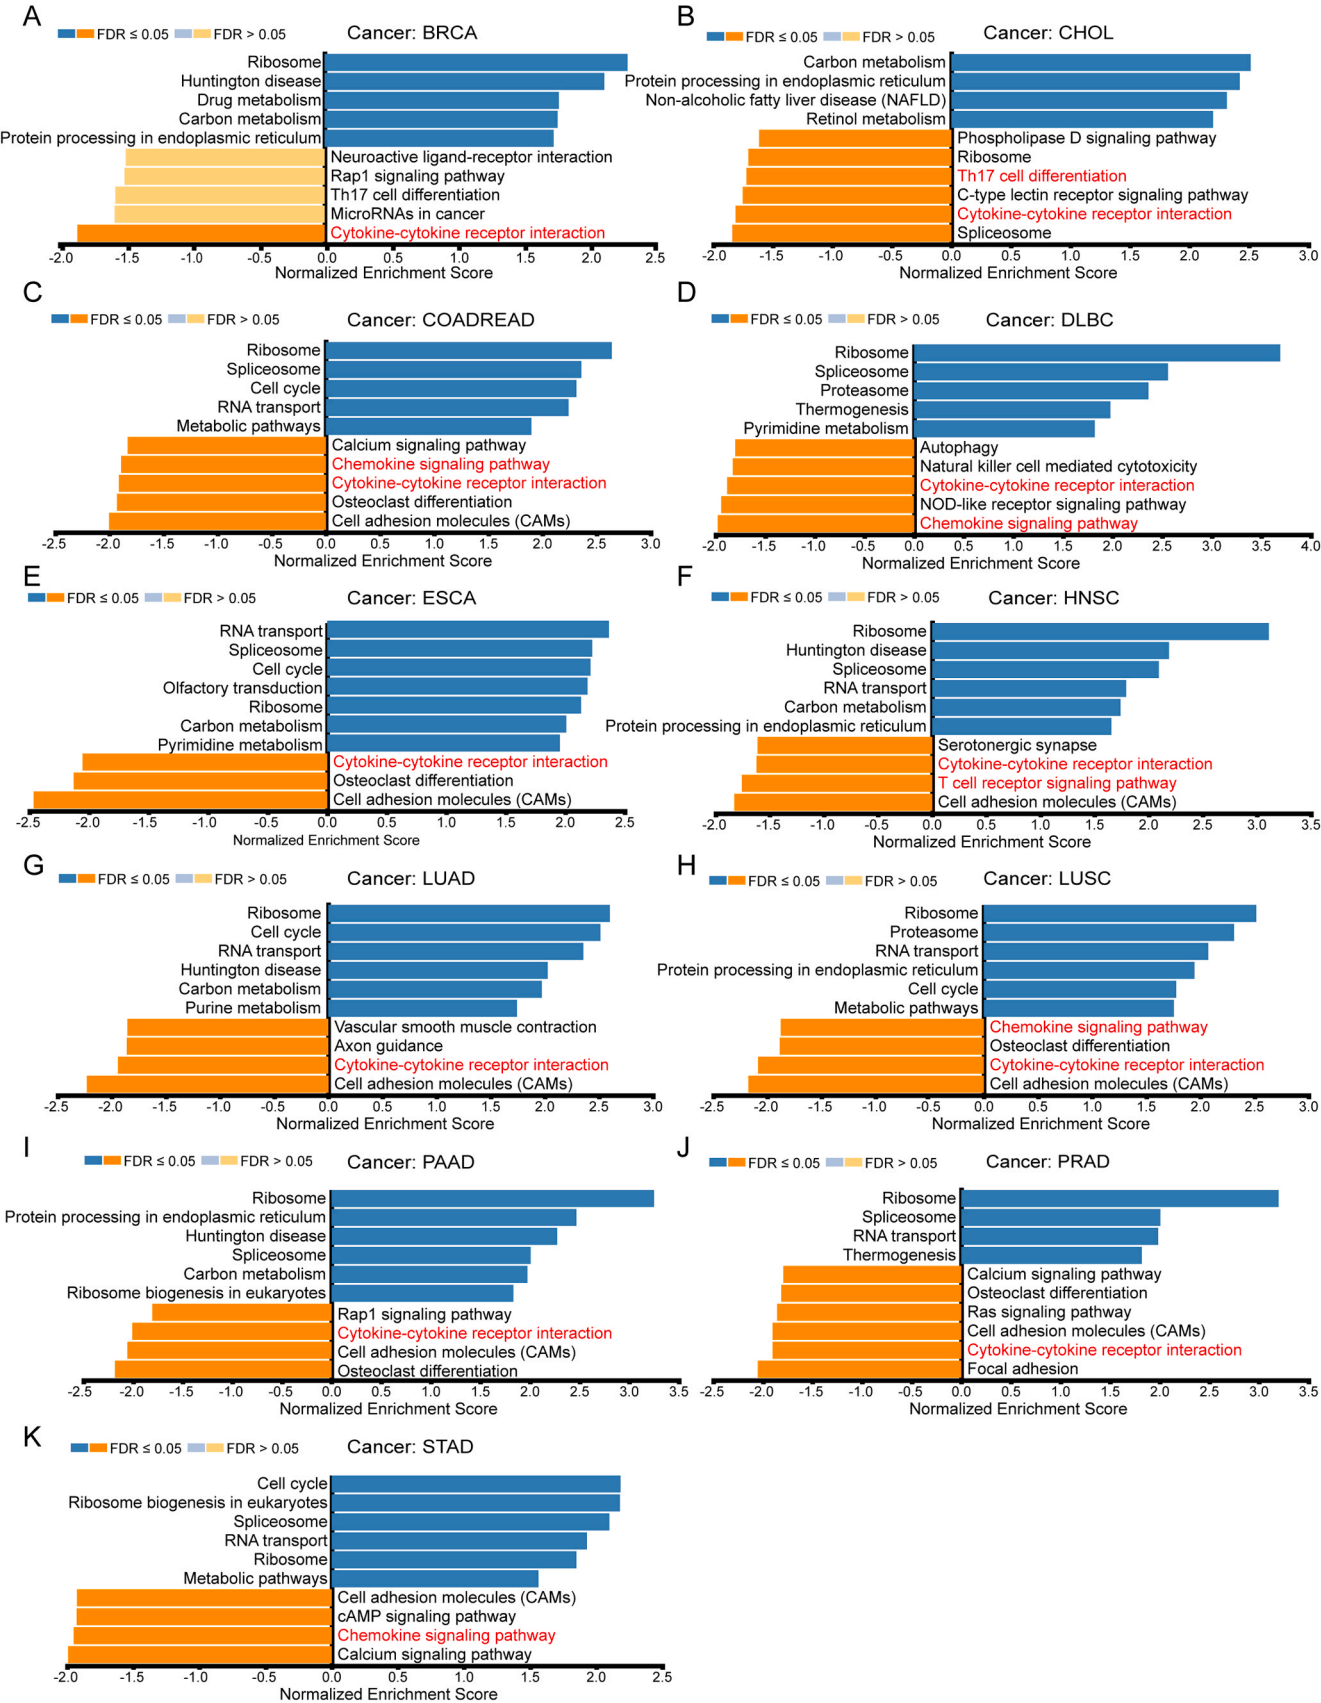 A
FDR ≤ 0.05 FDR > 0.05
Cancer: BRCA
Ribosome
Huntington disease
Drug metabolism
Carbon metabolism
Protein processing in endoplasmic reticulum
Neuroactive ligand-receptor interaction
Rap1 signaling pathway
Th17 cell differentiation
MicroRNAs in cancer
Cytokine-cytokine receptor interaction
-2.0 -1.5 -1.0 -0.5 0.0 0.5 1.0 1.5 2.0 2.5
Normalized Enrichment Score
B
FDR ≤ 0.05 FDR > 0.05
Cancer: CHOL
Carbon metabolism
Protein processing in endoplasmic reticulum
Non-alcoholic fatty liver disease (NAFLD)
Retinol metabolism
Phospholipase D signaling pathway
Ribosome
Th17 cell differentiation
C-type lectin receptor signaling pathway
Cytokine-cytokine receptor interaction
Spliceosome
-2.0 -1.5 -1.0 -0.5 0.0 0.5 1.0 1.5 2.0 2.5 3.0
Normalized Enrichment Score
C
FDR ≤ 0.05 FDR > 0.05
Cancer: COADREAD
Ribosome
Spliceosome
Cell cycle
RNA transport
Metabolic pathways
Calcium signaling pathway
Chemokine signaling pathway
Cytokine-cytokine receptor interaction
Osteoclast differentiation
Cell adhesion molecules (CAMs)
-2.5 -2.0 -1.5 -1.0 -0.5 0.0 0.5 1.0 1.5 2.0 2.5 3.0
Normalized Enrichment Score
D
FDR ≤ 0.05 FDR > 0.05
Cancer: DLBC
Ribosome
Spliceosome
Proteasome
Thermogenesis
Pyrimidine metabolism
Autophagy
Natural killer cell mediated cytotoxicity
Cytokine-cytokine receptor interaction
NOD-like receptor signaling pathway
Chemokine signaling pathway
-2.0 -1.5 -1.0 -0.5 0.0 0.5 1.0 1.5 2.0 2.5 3.0 3.5 4.0
Normalized Enrichment Score
E
FDR ≤ 0.05 FDR > 0.05
Cancer: ESCA
RNA transport
Spliceosome
Cell cycle
Olfactory transduction
Ribosome
Carbon metabolism
Pyrimidine metabolism
Cytokine-cytokine receptor interaction
Osteoclast differentiation
Cell adhesion molecules (CAMs)
-2.5 -2.0 -1.5 -1.0 -0.5 0.0 0.5 1.0 1.5 2.0 2.5
Normalized Enrichment Score
F
FDR ≤ 0.05 FDR > 0.05
Cancer: HNSC
Ribosome
Huntington disease
Spliceosome
RNA transport
Carbon metabolism
Protein processing in endoplasmic reticulum
Serotonergic synapse
Cytokine-cytokine receptor interaction
T cell receptor signaling pathway
Cell adhesion molecules (CAMs)
-2.0 -1.5 -1.0 -0.5 0.0 0.5 1.0 1.5 2.0 2.5 3.0 3.5
Normalized Enrichment Score
G
FDR ≤ 0.05 FDR > 0.05
Cancer: LUAD
Ribosome
Cell cycle
RNA transport
Huntington disease
Carbon metabolism
Purine metabolism
Vascular smooth muscle contraction
Axon guidance
Cytokine-cytokine receptor interaction
Cell adhesion molecules (CAMs)
-2.5 -2.0 -1.5 -1.0 -0.5 0.0 0.5 1.0 1.5 2.0 2.5 3.0
Normalized Enrichment Score
H
FDR ≤ 0.05 FDR > 0.05
Cancer: LUSC
Ribosome
Proteasome
RNA transport
Protein processing in endoplasmic reticulum
Cell cycle
Metabolic pathways
Chemokine signaling pathway
Osteoclast differentiation
Cytokine-cytokine receptor interaction
Cell adhesion molecules (CAMs)
-2.5 -2.0 -1.5 -1.0 -0.5 0.0 0.5 1.0 1.5 2.0 2.5 3.0
Normalized Enrichment Score
I
FDR ≤ 0.05 FDR > 0.05
Cancer: PAAD
Ribosome
Protein processing in endoplasmic reticulum
Huntington disease
Spliceosome
Carbon metabolism
Ribosome biogenesis in eukaryotes
Rap1 signaling pathway
Cytokine-cytokine receptor interaction
Cell adhesion molecules (CAMs)
Osteoclast differentiation
-2.5 -2.0 -1.5 -1.0 -0.5 0.0 0.5 1.0 1.5 2.0 2.5 3.0 3.5
Normalized Enrichment Score
J
FDR ≤ 0.05 FDR > 0.05
Cancer: PRAD
Ribosome
Spliceosome
RNA transport
Thermogenesis
Calcium signaling pathway
Osteoclast differentiation
Ras signaling pathway
Cell adhesion molecules (CAMs)
Cytokine-cytokine receptor interaction
Focal adhesion
-2.5 -2.0 -1.5 -1.0 -0.5 0.0 0.5 1.0 1.5 2.0 2.5 3.0 3.5
Normalized Enrichment Score
K
FDR ≤ 0.05 FDR > 0.05
Cancer: STAD
Cell cycle
Ribosome biogenesis in eukaryotes
Spliceosome
RNA transport
Ribosome
Metabolic pathways
Cell adhesion molecules (CAMs)
cAMP signaling pathway
Chemokine signaling pathway
Calcium signaling pathway
-2.0 -1.5 -1.0 -0.5 0.0 0.5 1.0 1.5 2.0 2.5
Normalized Enrichment Score